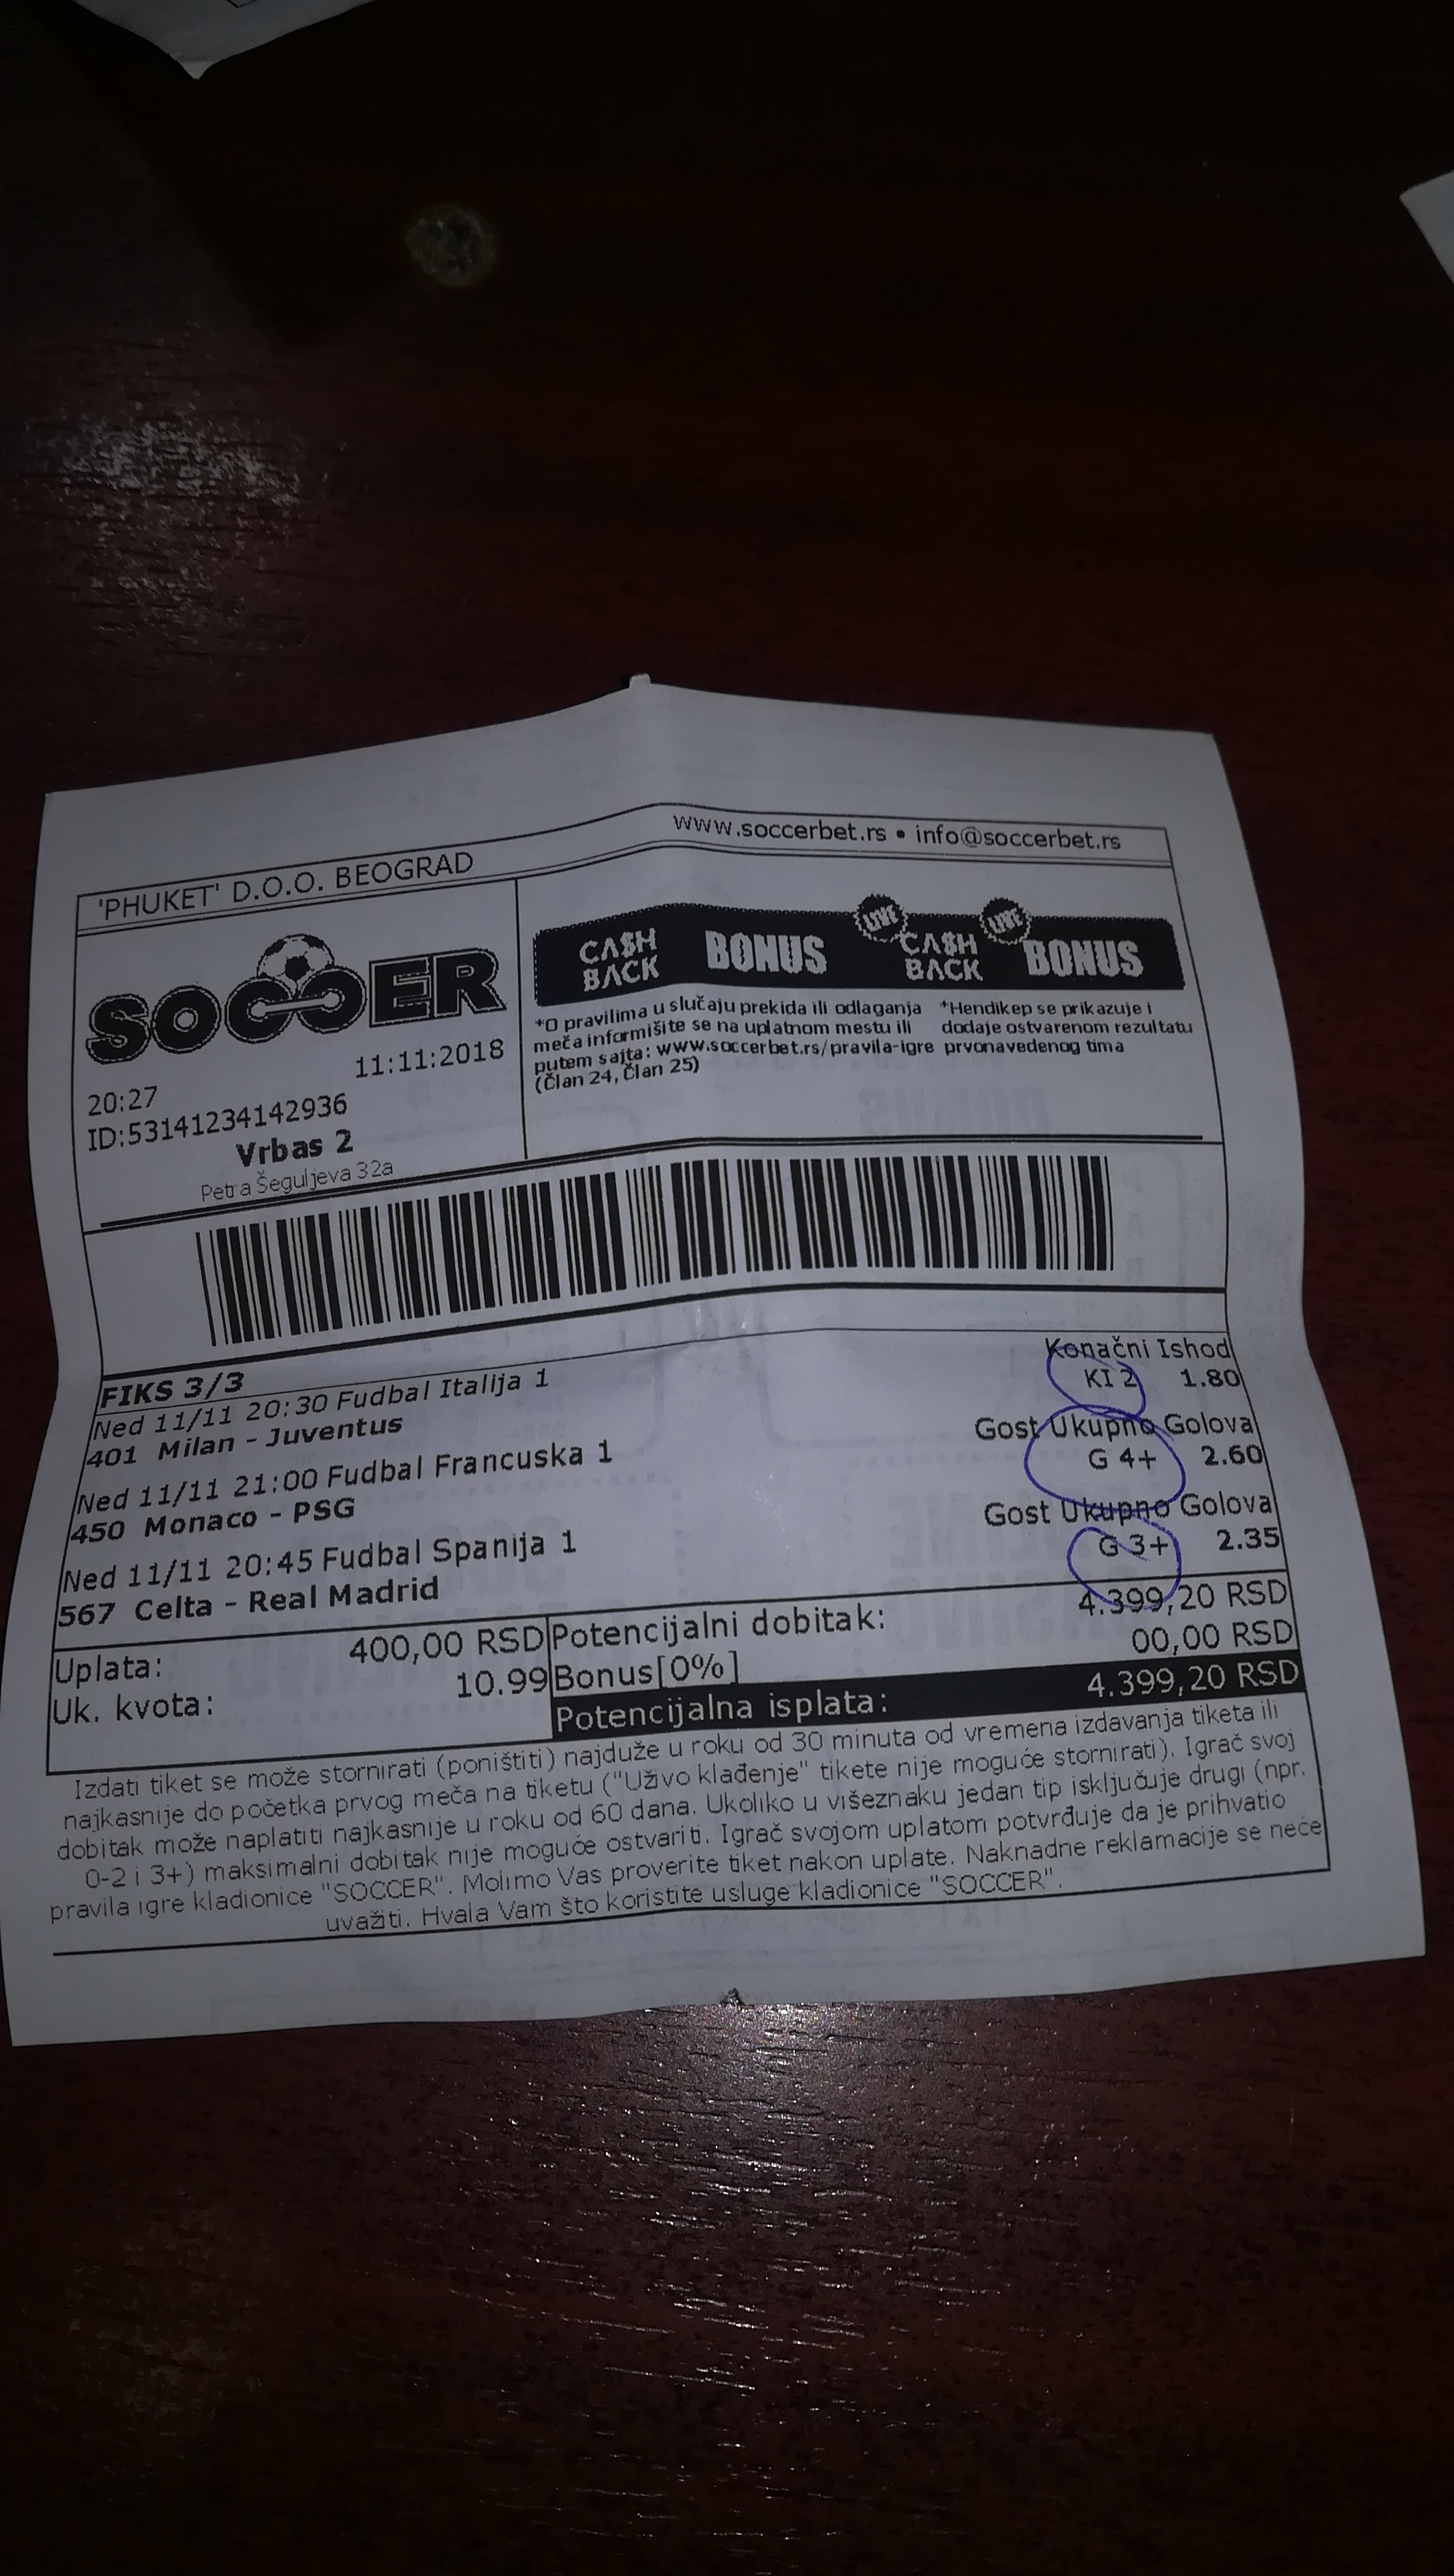 'PHUKET' D.O.O. BEOGRAD
www.soccerbet.rs • info@soccerbet.rs
SOCCER
CA$H BACK
BONUS
LIVE
CA$H BACK
LIVE
BONUS
*O pravilima u slučaju prekida ili odlaganja
meča informišite se na uplatnom mestu ili
putem sajta: www.soccerbet.rs/pravila-igre
(Član 24, Član 25)
*Hendikep se prikazuje i
dodaje ostvarenom rezultatu
prvonavedenog tima
11:11:2018
20:27
ID:53141234142936
Vrbas 2
Petra Šeguljeva 32a
FIKS 3/3
Konačni Ishod
Ned 11/11 20:30 Fudbal Italija 1
KI 2 1.80
401 Milan - Juventus
Gost Ukupno Golova
Ned 11/11 21:00 Fudbal Francuska 1
G 4+ 2.60
450 Monaco - PSG
Gost Ukupno Golova
Ned 11/11 20:45 Fudbal Spanija 1
G 3+ 2.35
567 Celta - Real Madrid
Uplata: 400,00 RSD
Uk. kvota: 10.99
Potencijalni dobitak: 4.399,20 RSD
Bonus[0%] 00,00 RSD
Potencijalna isplata: 4.399,20 RSD
Izdati tiket se može stornirati (poništiti) najduže u roku od 30 minuta od vremena izdavanja tiketa ili
najkasnije do početka prvog meča na tiketu ("Uživo klađenje" tikete nije moguće stornirati). Igrač svoj
dobitak može naplatiti najkasnije u roku od 60 dana. Ukoliko u višeznaku jedan tip isključuje drugi (npr.
0-2 i 3+) maksimalni dobitak nije moguće ostvariti. Igrač svojom uplatom potvrđuje da je prihvatio
pravila igre kladionice "SOCCER". Molimo Vas proverite tiket nakon uplate. Naknadne reklamacije se neće
uvažiti. Hvala Vam što koristite usluge kladionice "SOCCER".